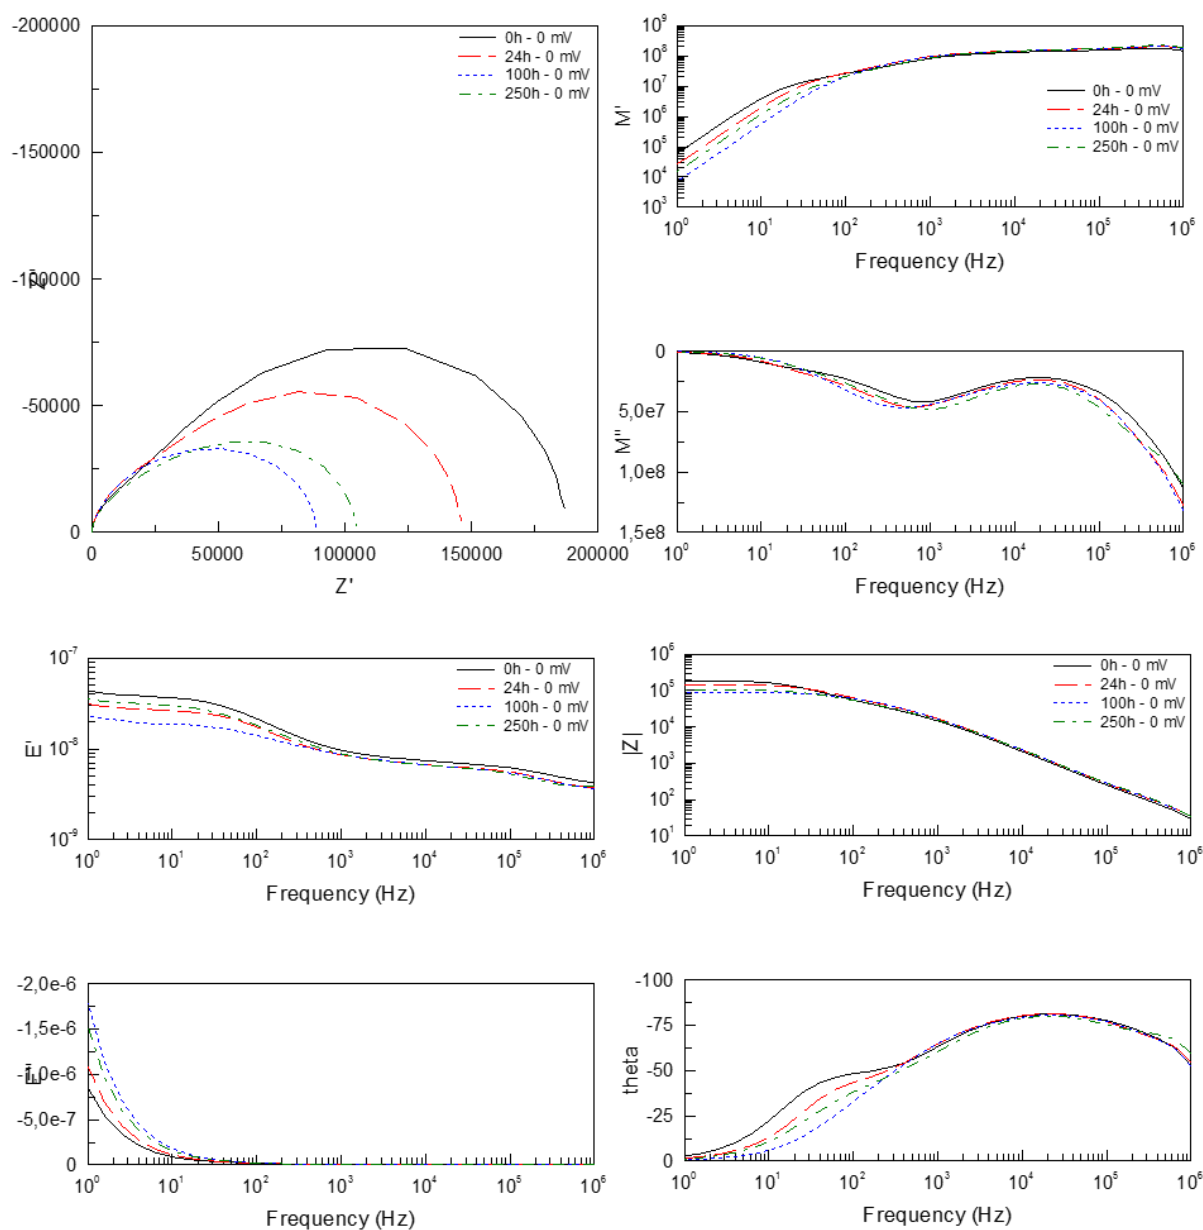 -200000
-150000
-100000
-50000
0
Z''
0h - 0 mV
24h - 0 mV
100h - 0 mV
250h - 0 mV
0 50000 100000 150000 200000
Z'
10^9
10^8
10^7
10^6
10^5
10^4
10^3
M'
0h - 0 mV
24h - 0 mV
100h - 0 mV
250h - 0 mV
10^0 10^1 10^2 10^3 10^4 10^5 10^6
Frequency (Hz)
0
5,0e7
1,0e8
1,5e8
M''
10^0 10^1 10^2 10^3 10^4 10^5 10^6
Frequency (Hz)
10^-7
10^-8
10^-9
E'
0h - 0 mV
24h - 0 mV
100h - 0 mV
250h - 0 mV
10^0 10^1 10^2 10^3 10^4 10^5 10^6
Frequency (Hz)
10^6
10^5
10^4
10^3
10^2
10^1
|Z|
0h - 0 mV
24h - 0 mV
100h - 0 mV
250h - 0 mV
10^0 10^1 10^2 10^3 10^4 10^5 10^6
Frequency (Hz)
-2,0e-6
-1,5e-6
-1,0e-6
-5,0e-7
0
E''
10^0 10^1 10^2 10^3 10^4 10^5 10^6
Frequency (Hz)
-100
-75
-50
-25
0
theta
10^0 10^1 10^2 10^3 10^4 10^5 10^6
Frequency (Hz)